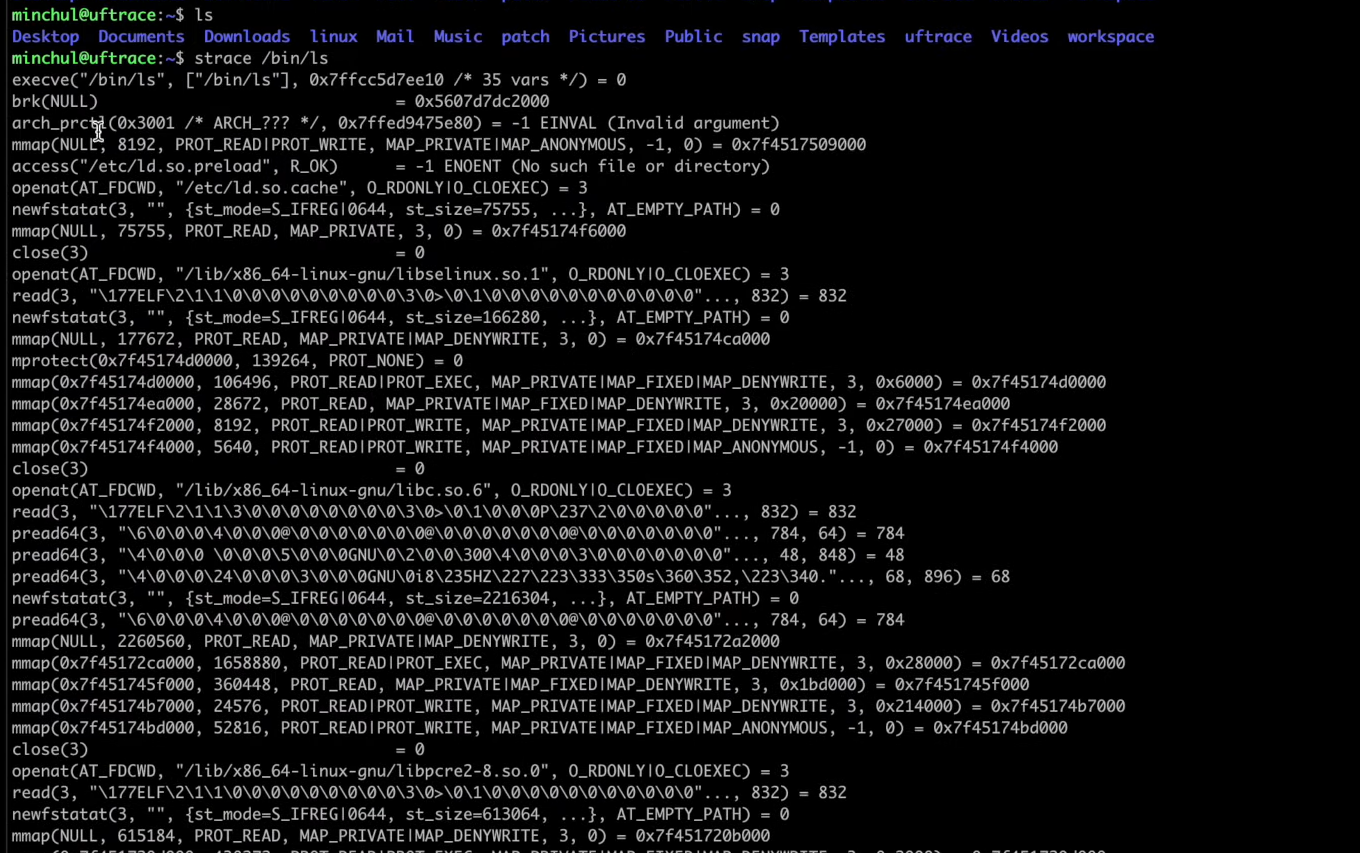 minchul@uftrace:~$ ls
Desktop  Documents  Downloads  linux  Mail  Music  patch  Pictures  Public  snap  Templates  uftrace  Videos  workspace
minchul@uftrace:~$ strace /bin/ls
execve("/bin/ls", ["/bin/ls"], 0x7ffcc5d7ee10 /* 35 vars */) = 0
brk(NULL)                               = 0x5607d7dc2000
arch_prctl(0x3001 /* ARCH_??? */, 0x7ffed9475e80) = -1 EINVAL (Invalid argument)
mmap(NULL, 8192, PROT_READ|PROT_WRITE, MAP_PRIVATE|MAP_ANONYMOUS, -1, 0) = 0x7f4517509000
access("/etc/ld.so.preload", R_OK)      = -1 ENOENT (No such file or directory)
openat(AT_FDCWD, "/etc/ld.so.cache", O_RDONLY|O_CLOEXEC) = 3
newfstatat(3, "", {st_mode=S_IFREG|0644, st_size=75755, ...}, AT_EMPTY_PATH) = 0
mmap(NULL, 75755, PROT_READ, MAP_PRIVATE, 3, 0) = 0x7f45174f6000
close(3)                                = 0
openat(AT_FDCWD, "/lib/x86_64-linux-gnu/libselinux.so.1", O_RDONLY|O_CLOEXEC) = 3
read(3, "\177ELF\2\1\1\0\0\0\0\0\0\0\0\0\3\0>\0\1\0\0\0\0\0\0\0\0\0\0\0"..., 832) = 832
newfstatat(3, "", {st_mode=S_IFREG|0644, st_size=166280, ...}, AT_EMPTY_PATH) = 0
mmap(NULL, 177672, PROT_READ, MAP_PRIVATE|MAP_DENYWRITE, 3, 0) = 0x7f45174ca000
mprotect(0x7f45174d0000, 139264, PROT_NONE) = 0
mmap(0x7f45174d0000, 106496, PROT_READ|PROT_EXEC, MAP_PRIVATE|MAP_FIXED|MAP_DENYWRITE, 3, 0x6000) = 0x7f45174d0000
mmap(0x7f45174ea000, 28672, PROT_READ, MAP_PRIVATE|MAP_FIXED|MAP_DENYWRITE, 3, 0x20000) = 0x7f45174ea000
mmap(0x7f45174f2000, 8192, PROT_READ|PROT_WRITE, MAP_PRIVATE|MAP_FIXED|MAP_DENYWRITE, 3, 0x27000) = 0x7f45174f2000
mmap(0x7f45174f4000, 5640, PROT_READ|PROT_WRITE, MAP_PRIVATE|MAP_FIXED|MAP_ANONYMOUS, -1, 0) = 0x7f45174f4000
close(3)                                = 0
openat(AT_FDCWD, "/lib/x86_64-linux-gnu/libc.so.6", O_RDONLY|O_CLOEXEC) = 3
read(3, "\177ELF\2\1\1\3\0\0\0\0\0\0\0\0\3\0>\0\1\0\0\0P\237\2\0\0\0\0\0"..., 832) = 832
pread64(3, "\6\0\0\0\4\0\0\0@\0\0\0\0\0\0\0@\0\0\0\0\0\0\0@\0\0\0\0\0\0\0"..., 784, 64) = 784
pread64(3, "\4\0\0\0 \0\0\0\5\0\0\0GNU\0\2\0\0\300\4\0\0\0\3\0\0\0\0\0\0\0"..., 48, 848) = 48
pread64(3, "\4\0\0\0\24\0\0\0\3\0\0\0GNU\0i8\235HZ\227\223\333\350s\360\352,\223\340."..., 68, 896) = 68
newfstatat(3, "", {st_mode=S_IFREG|0644, st_size=2216304, ...}, AT_EMPTY_PATH) = 0
pread64(3, "\6\0\0\0\4\0\0\0@\0\0\0\0\0\0\0@\0\0\0\0\0\0\0@\0\0\0\0\0\0\0"..., 784, 64) = 784
mmap(NULL, 2260560, PROT_READ, MAP_PRIVATE|MAP_DENYWRITE, 3, 0) = 0x7f45172a2000
mmap(0x7f45172ca000, 1658880, PROT_READ|PROT_EXEC, MAP_PRIVATE|MAP_FIXED|MAP_DENYWRITE, 3, 0x28000) = 0x7f45172ca000
mmap(0x7f451745f000, 360448, PROT_READ, MAP_PRIVATE|MAP_FIXED|MAP_DENYWRITE, 3, 0x1bd000) = 0x7f451745f000
mmap(0x7f45174b7000, 24576, PROT_READ|PROT_WRITE, MAP_PRIVATE|MAP_FIXED|MAP_DENYWRITE, 3, 0x214000) = 0x7f45174b7000
mmap(0x7f45174bd000, 52816, PROT_READ|PROT_WRITE, MAP_PRIVATE|MAP_FIXED|MAP_ANONYMOUS, -1, 0) = 0x7f45174bd000
close(3)                                = 0
openat(AT_FDCWD, "/lib/x86_64-linux-gnu/libpcre2-8.so.0", O_RDONLY|O_CLOEXEC) = 3
read(3, "\177ELF\2\1\1\0\0\0\0\0\0\0\0\0\3\0>\0\1\0\0\0\0\0\0\0\0\0\0\0"..., 832) = 832
newfstatat(3, "", {st_mode=S_IFREG|0644, st_size=613064, ...}, AT_EMPTY_PATH) = 0
mmap(NULL, 615184, PROT_READ, MAP_PRIVATE|MAP_DENYWRITE, 3, 0) = 0x7f451720b000